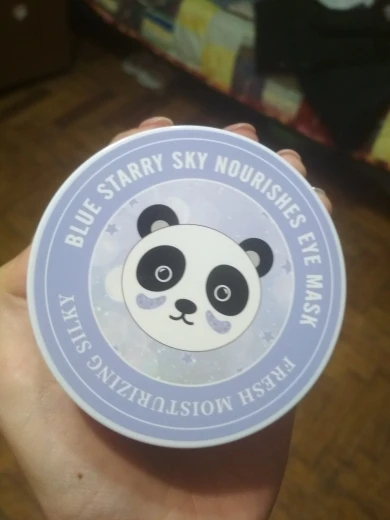 BLUE STARRY SKY NOURISHES EYE MASK
FRESH MOISTURIZING SILKY